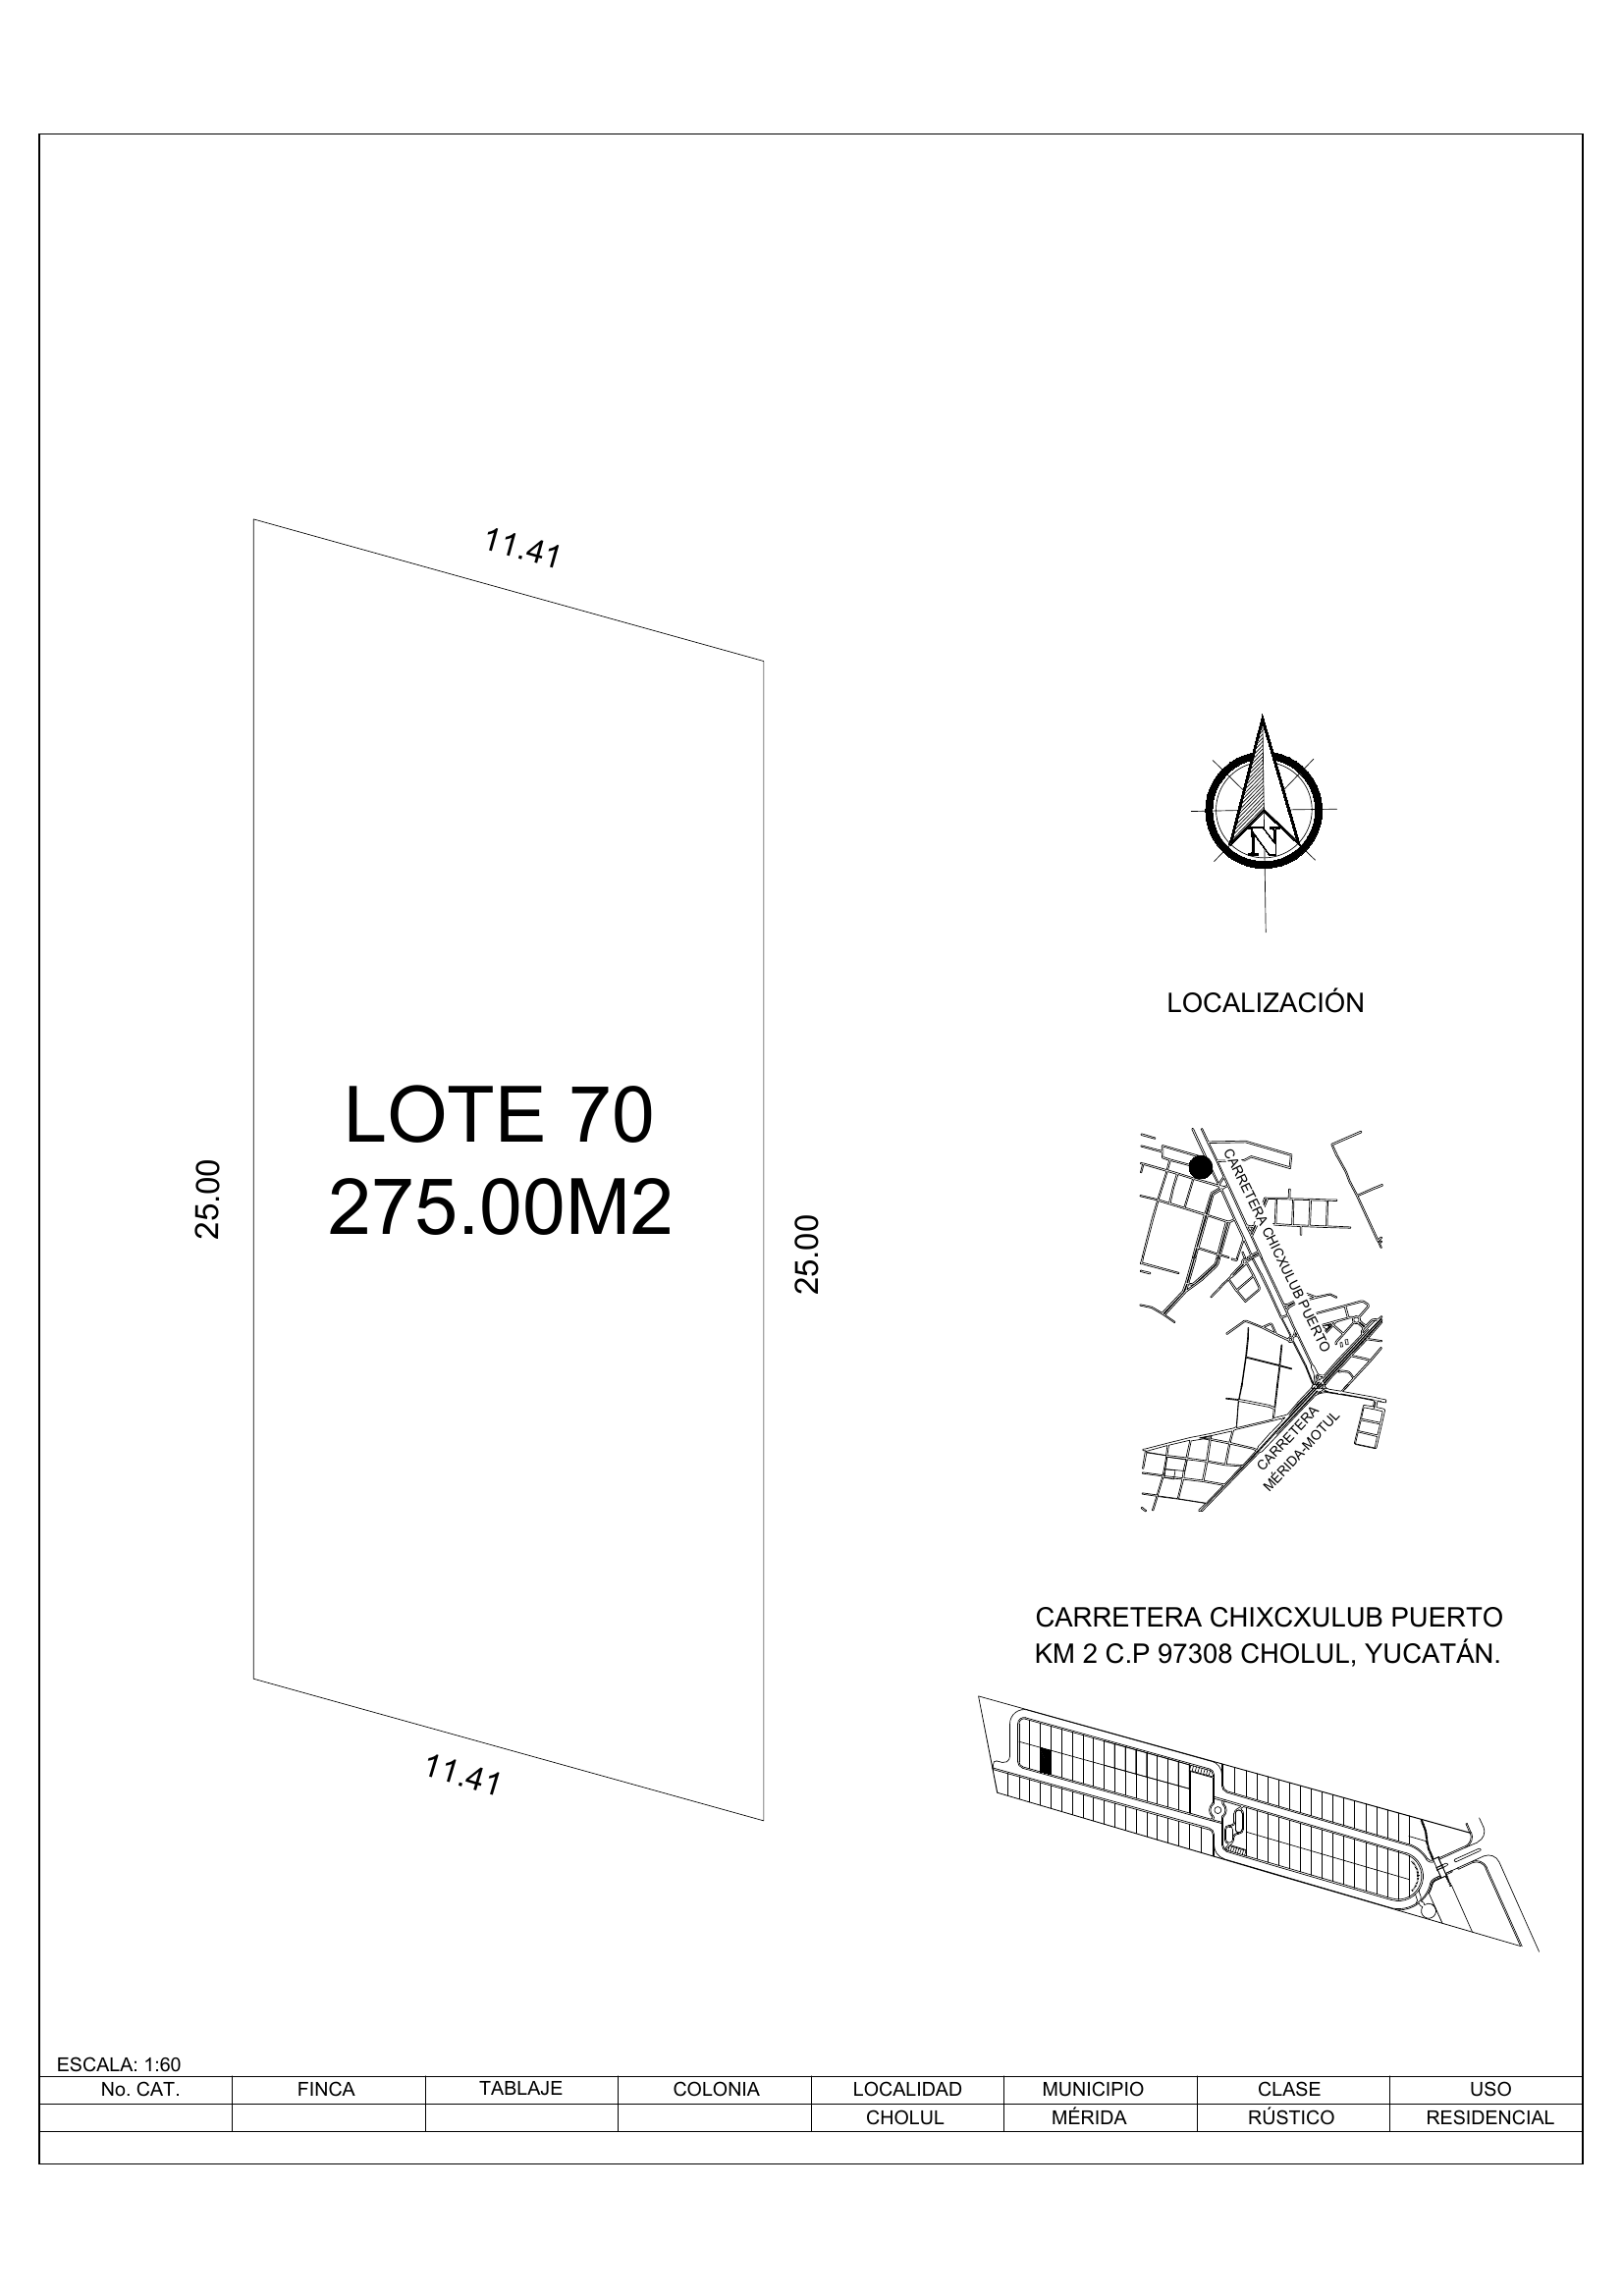 11.41
LOTE 70
275.00M2
25.00
25.00
11.41
N
LOCALIZACIÓN
CARRETERA CHICXULUB PUERTO
CARRETERA
MÉRIDA-MOTUL
CARRETERA CHIXCXULUB PUERTO
KM 2 C.P 97308 CHOLUL, YUCATÁN.
ESCALA: 1:60
No. CAT. FINCA TABLAJE COLONIA LOCALIDAD MUNICIPIO CLASE USO
CHOLUL MÉRIDA RÚSTICO RESIDENCIAL